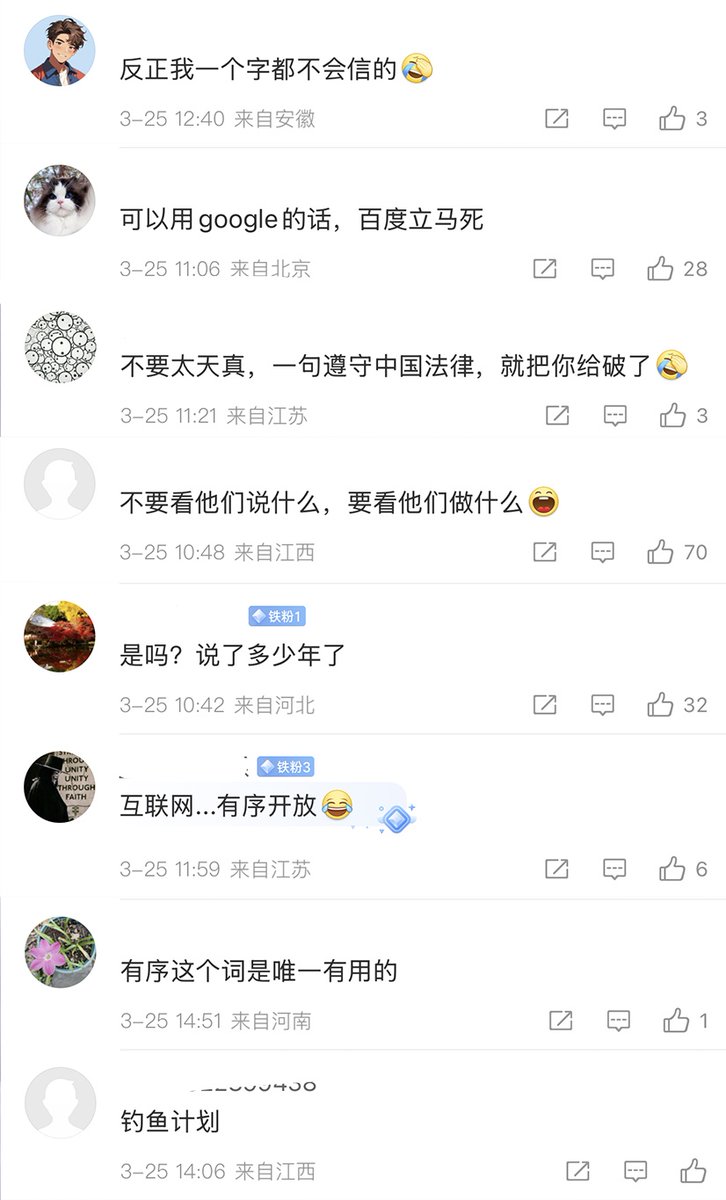 反正我一个字都不会信的🤣
3-25 12:40 来自安徽
3
可以用google的话，百度立马死
3-25 11:06 来自北京
28
不要太天真，一句遵守中国法律，就把你给破了🤣
3-25 11:21 来自江苏
3
不要看他们说什么，要看他们做什么😄
3-25 10:48 来自江西
70
铁粉1
是吗？说了多少年了
3-25 10:42 来自河北
32
THROUGH
UNITY
UNITY
THROUGH
FAITH
铁粉3
互联网...有序开放😂
3-25 11:59 来自江苏
6
有序这个词是唯一有用的
3-25 14:51 来自河南
1
钓鱼计划
3-25 14:06 来自江西